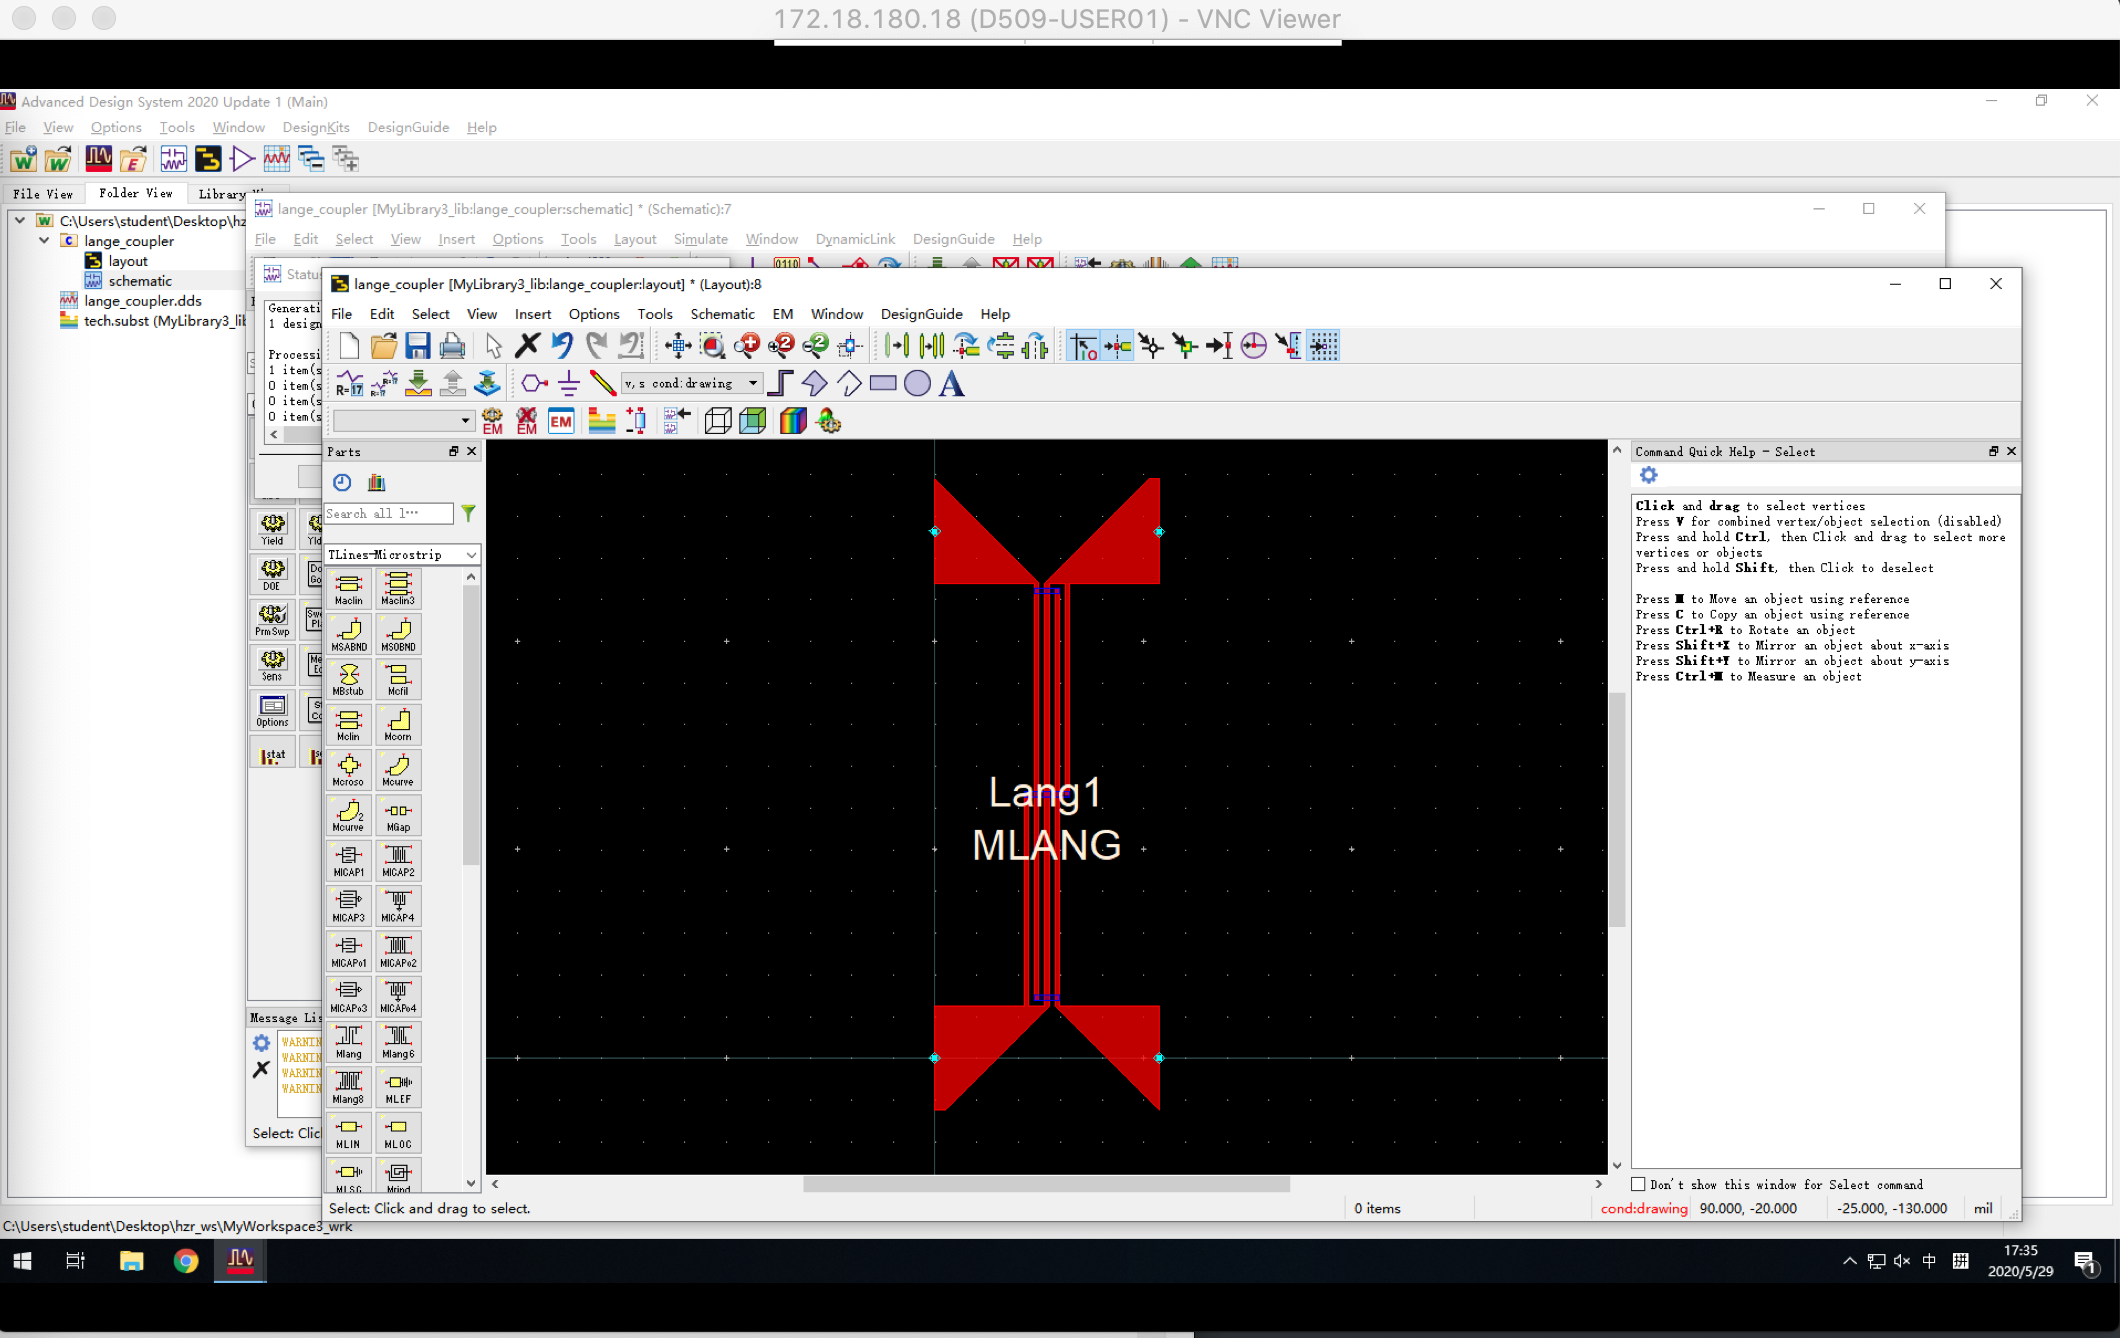 172.18.180.18 (D509-USER01) - VNC Viewer
Advanced Design System 2020 Update 1 (Main)
File View Options Tools Window DesignKits DesignGuide Help
File View Folder View Library
C:\Users\student\Desktop\hz
lange_coupler
layout
schematic
lange_coupler.dds
tech.subst (MyLibrary3_lib
lange_coupler [MyLibrary3_lib:lange_coupler:schematic] * (Schematic):7
File Edit Select View Insert Options Tools Layout Simulate Window DynamicLink DesignGuide Help
Status
Generati
1 design
Processi
1 item(s
0 item(s
0 item(s
0 item(s
Yield
DOE
PrmSwp
Sens
Options
stat
Message Lis
WARNIN
WARNIN
WARNIN
WARNIN
Select: Clic
lange_coupler [MyLibrary3_lib:lange_coupler:layout] * (Layout):8
File Edit Select View Insert Options Tools Schematic EM Window DesignGuide Help
v,s cond:drawing
EM EM EM
Parts
Search all l...
TLines-Microstrip
Maclin Maclin3
MSABND MSOBND
MBstub Mcfil
Mclin Mcorn
Mcroso Mcurve
Mcurve MGap
MICAP1 MICAP2
MICAP3 MICAP4
MICAPo1 MICAPo2
MICAPo3 MICAPo4
Mlang Mlang6
Mlang8 MLEF
MLIN MLOC
MLSC Mrind
Lang1
MLANG
Command Quick Help - Select
Click and drag to select vertices
Press V for combined vertex/object selection (disabled)
Press and hold Ctrl, then Click and drag to select more
vertices or objects
Press and hold Shift, then Click to deselect
Press M to Move an object using reference
Press C to Copy an object using reference
Press Ctrl+R to Rotate an object
Press Shift+X to Mirror an object about x-axis
Press Shift+Y to Mirror an object about y-axis
Press Ctrl+M to Measure an object
Don't show this window for Select command
Select: Click and drag to select.
0 items
cond:drawing 90.000, -20.000 -25.000, -130.000 mil
C:\Users\student\Desktop\hzr_ws\MyWorkspace3_wrk
中 拼
17:35
2020/5/29
1